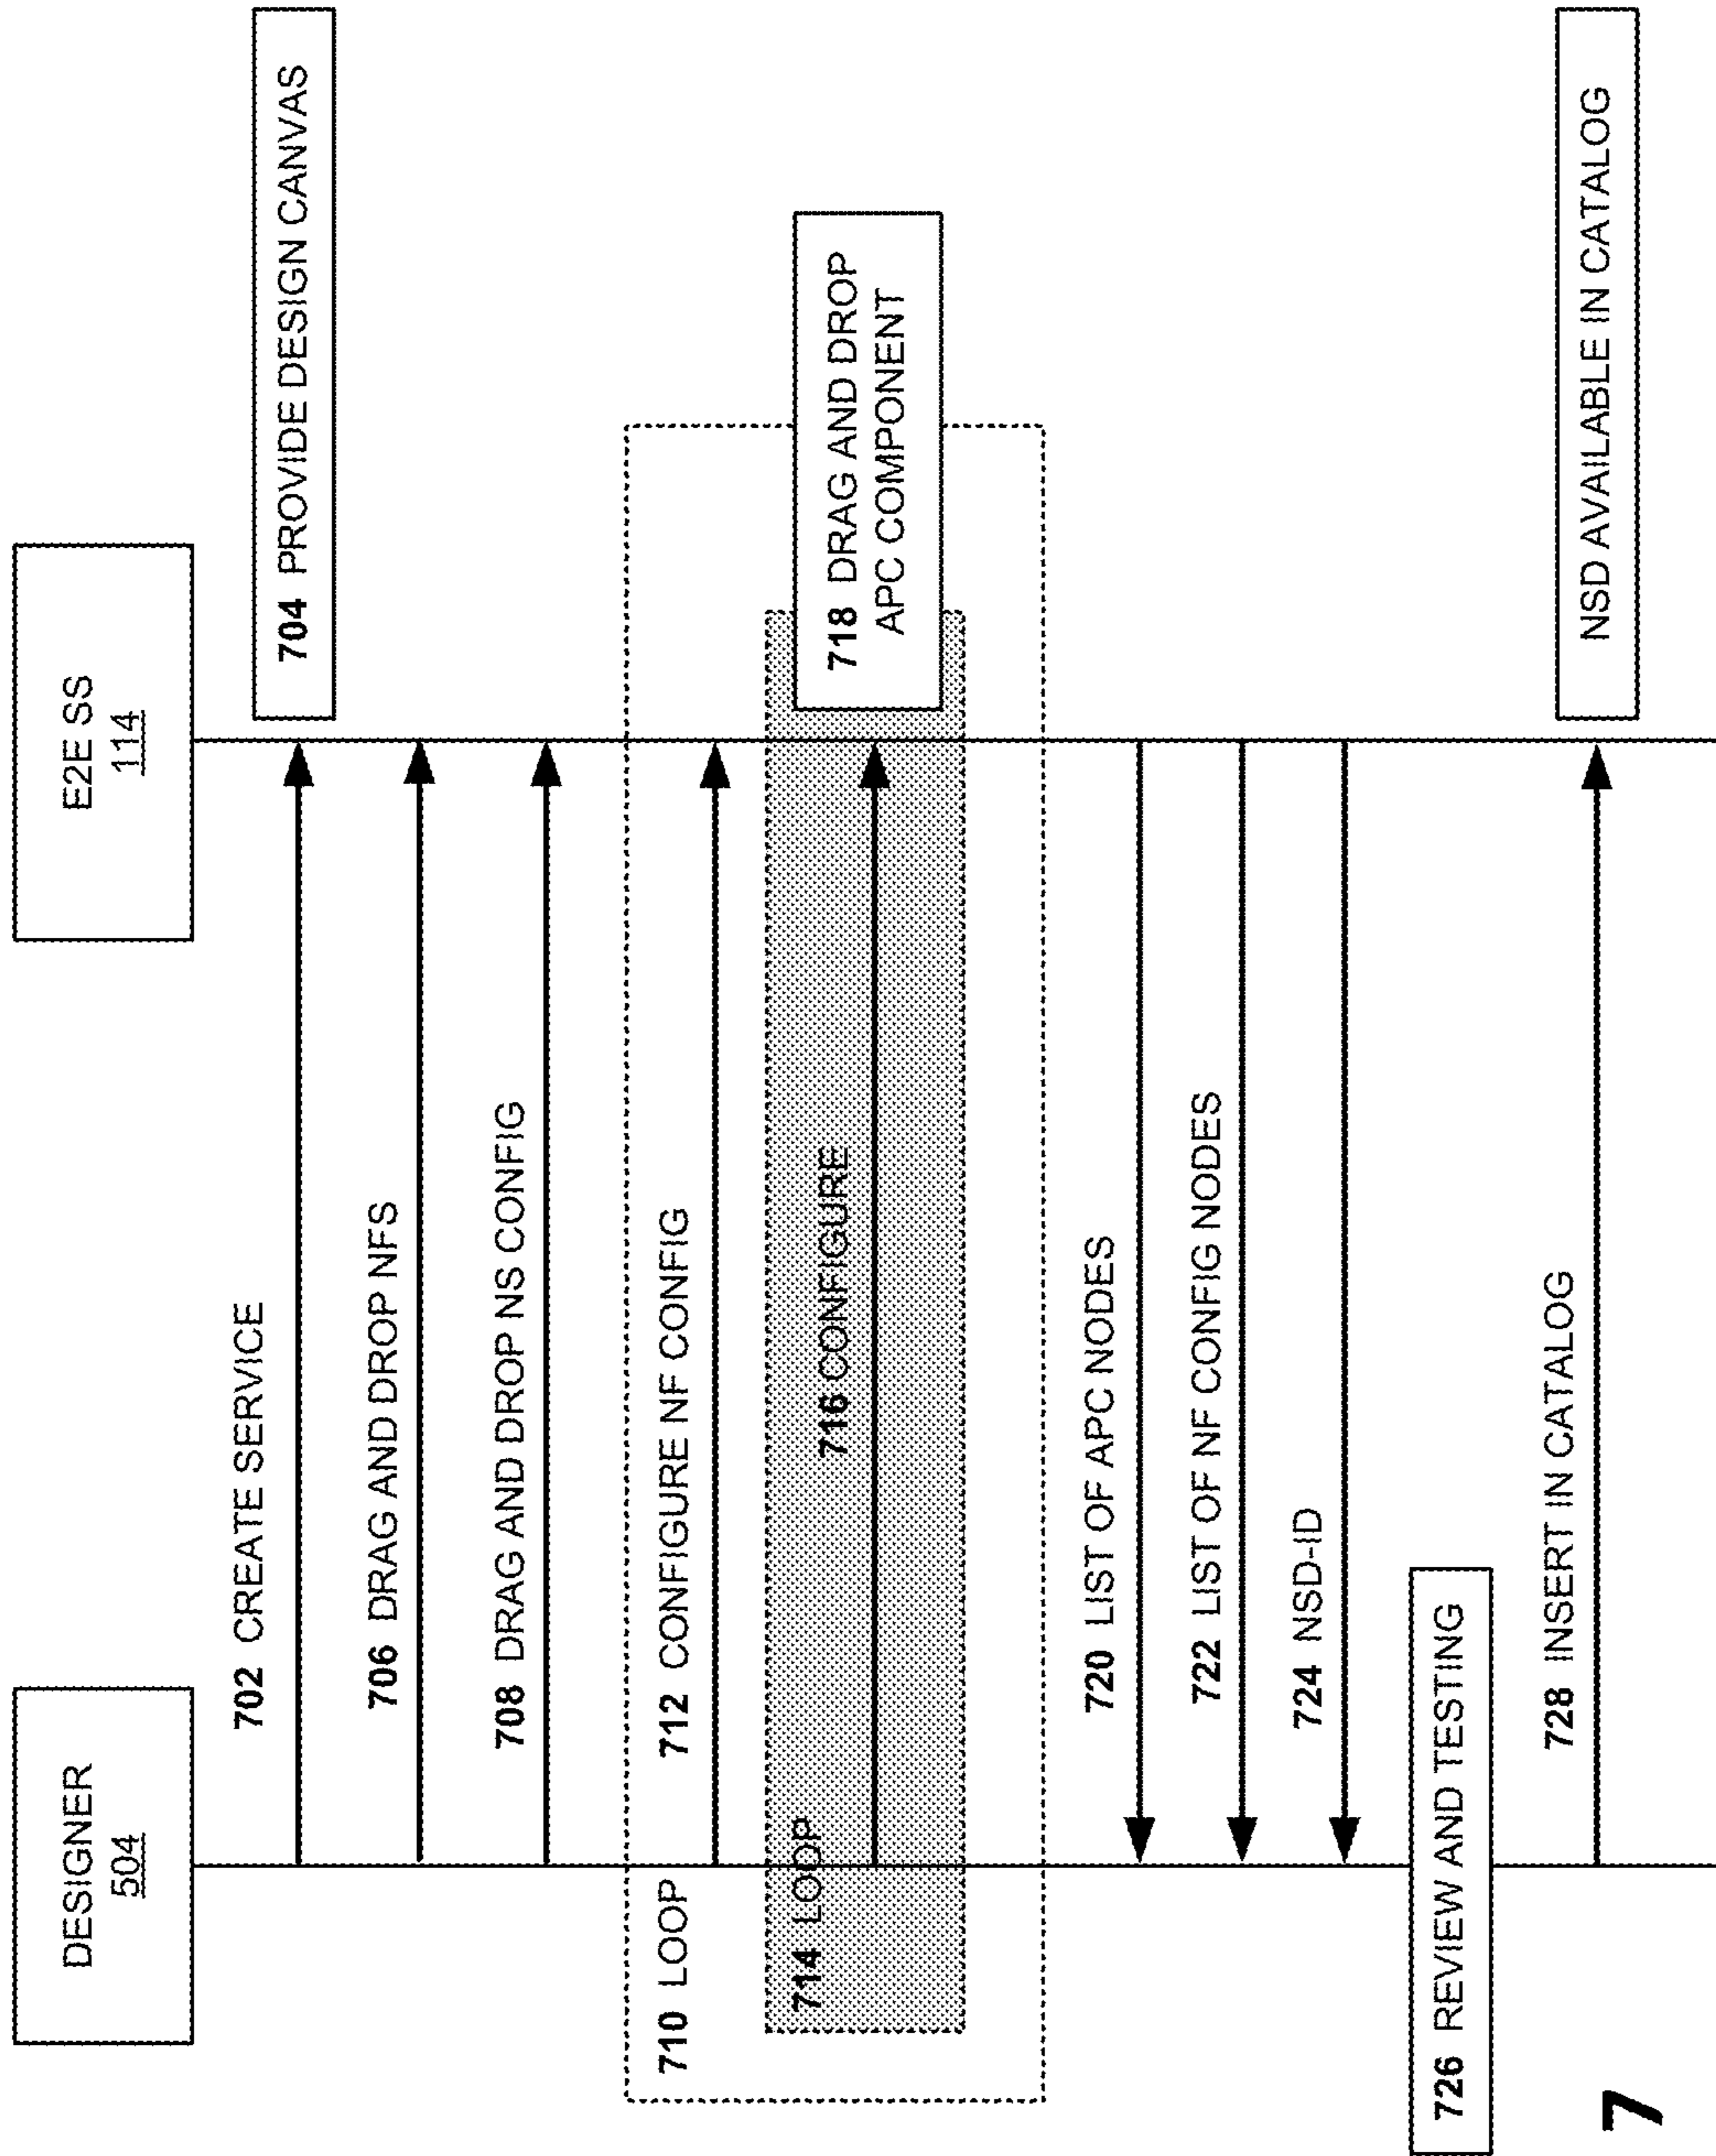 DESIGNER
504
E2E SS
114
702 CREATE SERVICE
704 PROVIDE DESIGN CANVAS
706 DRAG AND DROP NFS
708 DRAG AND DROP NS CONFIG
710 LOOP
712 CONFIGURE NF CONFIG
714 LOOP
716 CONFIGURE
718 DRAG AND DROP
APC COMPONENT
720 LIST OF APC NODES
722 LIST OF NF CONFIG NODES
724 NSD-ID
726 REVIEW AND TESTING
728 INSERT IN CATALOG
NSD AVAILABLE IN CATALOG
7